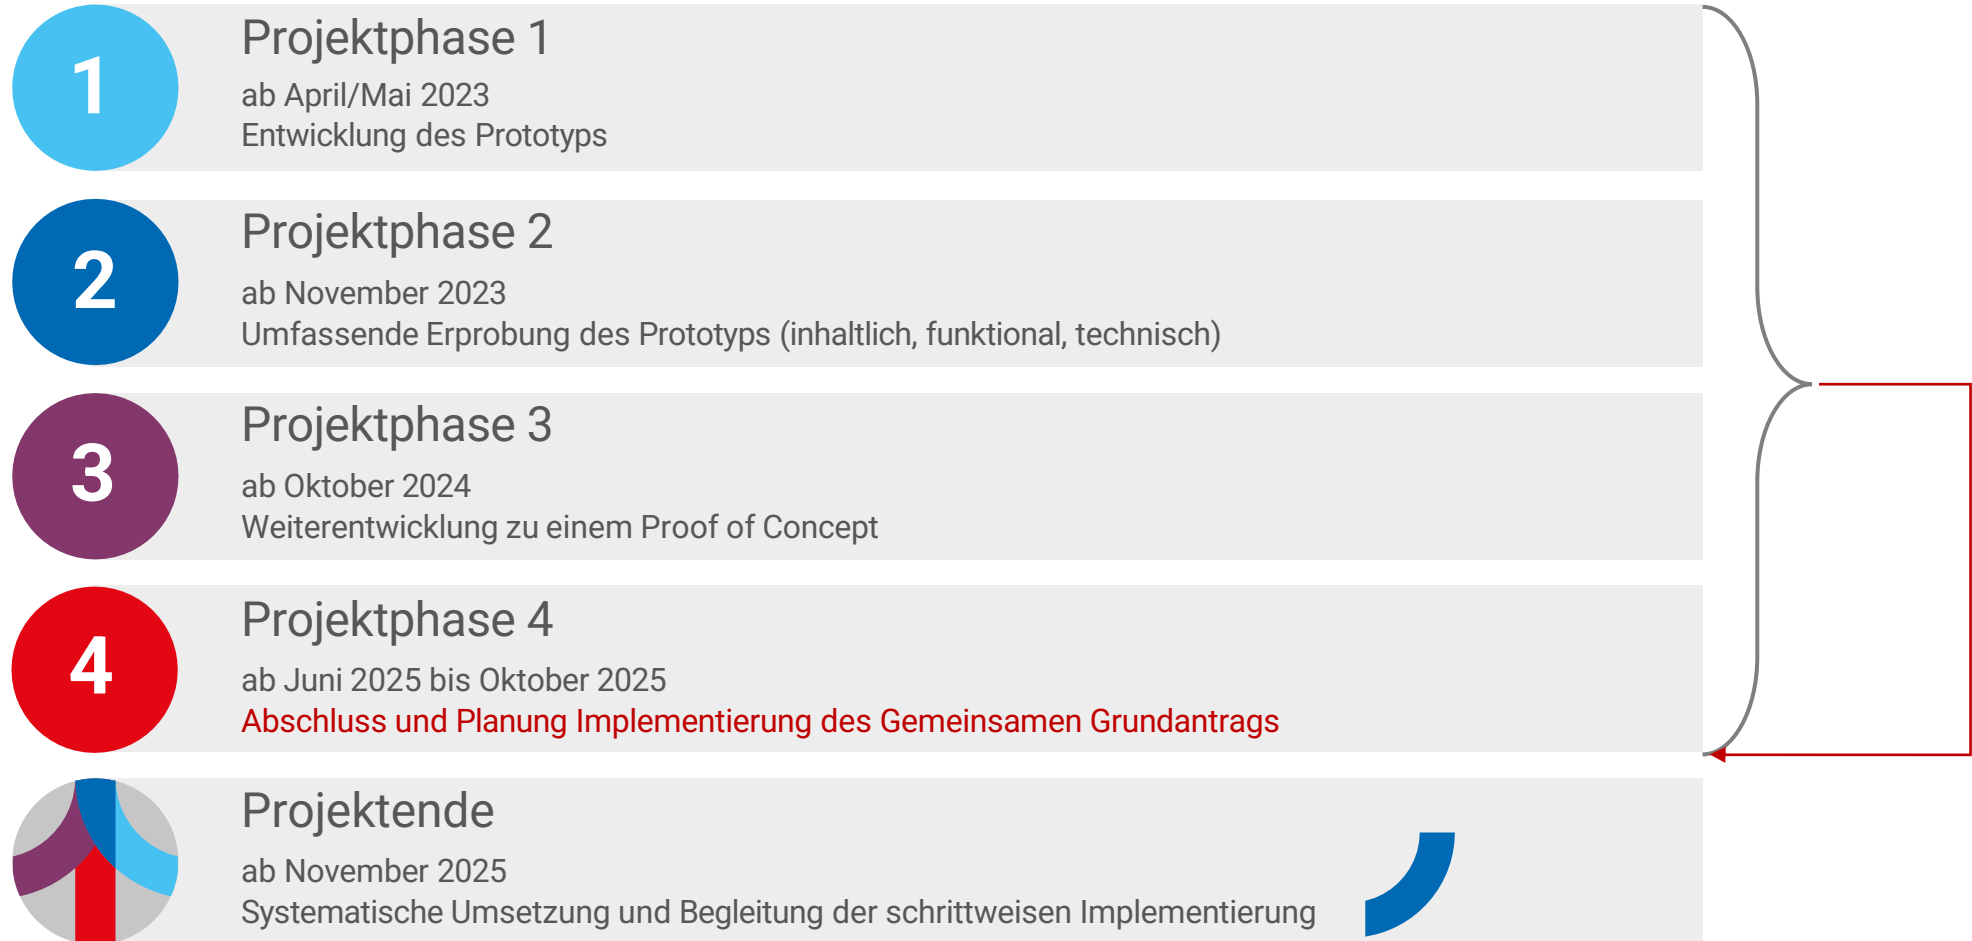 1
Projektphase 1
ab April/Mai 2023
Entwicklung des Prototyps
2
Projektphase 2
ab November 2023
Umfassende Erprobung des Prototyps (inhaltlich, funktional, technisch)
3
Projektphase 3
ab Oktober 2024
Weiterentwicklung zu einem Proof of Concept
4
Projektphase 4
ab Juni 2025 bis Oktober 2025
Abschluss und Planung Implementierung des Gemeinsamen Grundantrags
Projektende
ab November 2025
Systematische Umsetzung und Begleitung der schrittweisen Implementierung